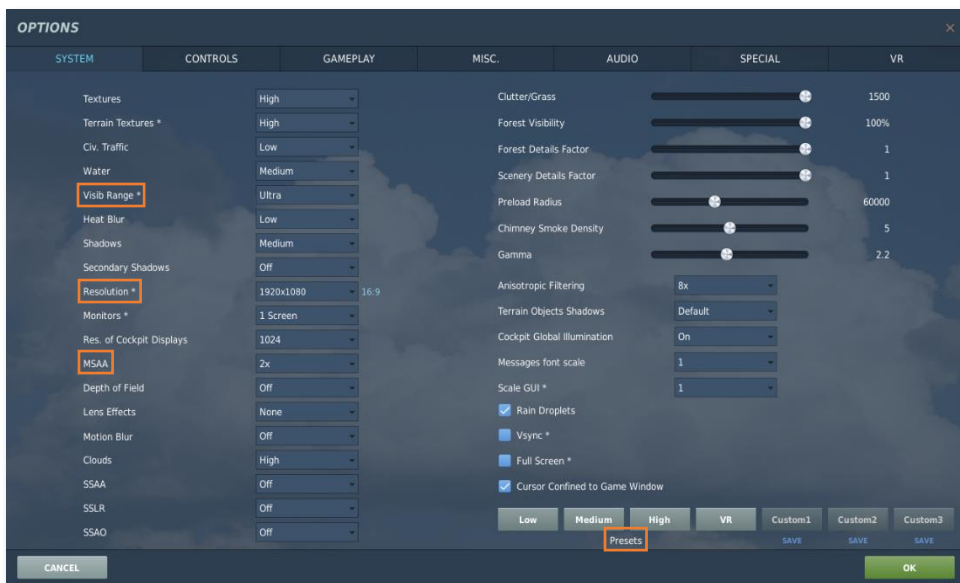 OPTIONS
SYSTEM CONTROLS GAMEPLAY MISC. AUDIO SPECIAL VR
Textures High
Terrain Textures * High
Civ. Traffic Low
Water Medium
Visib Range * Ultra
Heat Blur Low
Shadows Medium
Secondary Shadows Off
Resolution * 1920x1080 16:9
Monitors * 1 Screen
Res. of Cockpit Displays 1024
MSAA 2x
Depth of Field Off
Lens Effects None
Motion Blur Off
Clouds High
SSAA Off
SSLR Off
SSAO Off
Clutter/Grass 1500
Forest Visibility 100%
Forest Details Factor 1
Scenery Details Factor 1
Preload Radius 60000
Chimney Smoke Density 5
Gamma 2.2
Anisotropic Filtering 8x
Terrain Objects Shadows Default
Cockpit Global Illumination On
Messages font scale 1
Scale GUI * 1
Rain Droplets
Vsync *
Full Screen *
Cursor Confined to Game Window
Low Medium High VR Custom1 Custom2 Custom3
Presets SAVE SAVE SAVE
CANCEL OK